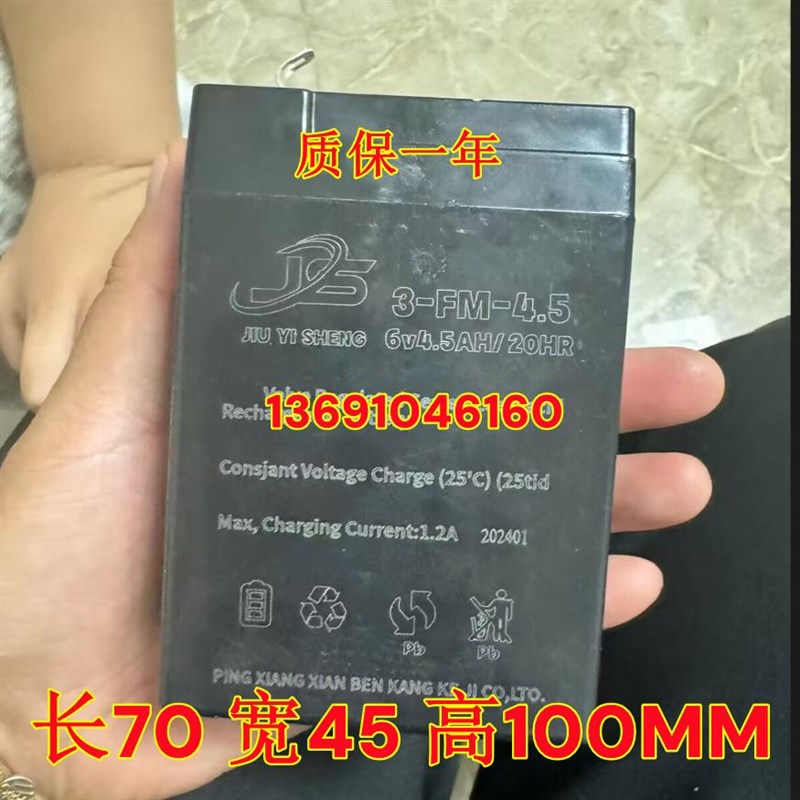 质保一年
JYS
JIU YI SHENG
3-FM-4.5
6v4.5AH/20HR
Rech
13691046160
Consjant Voltage Charge (25'C) (25tid
Max, Charging Current:1.2A 202401
Pb
Pb
PING XIANG XIAN BEN KANG KE JI CO,LTO.
长70 宽45 高100MM